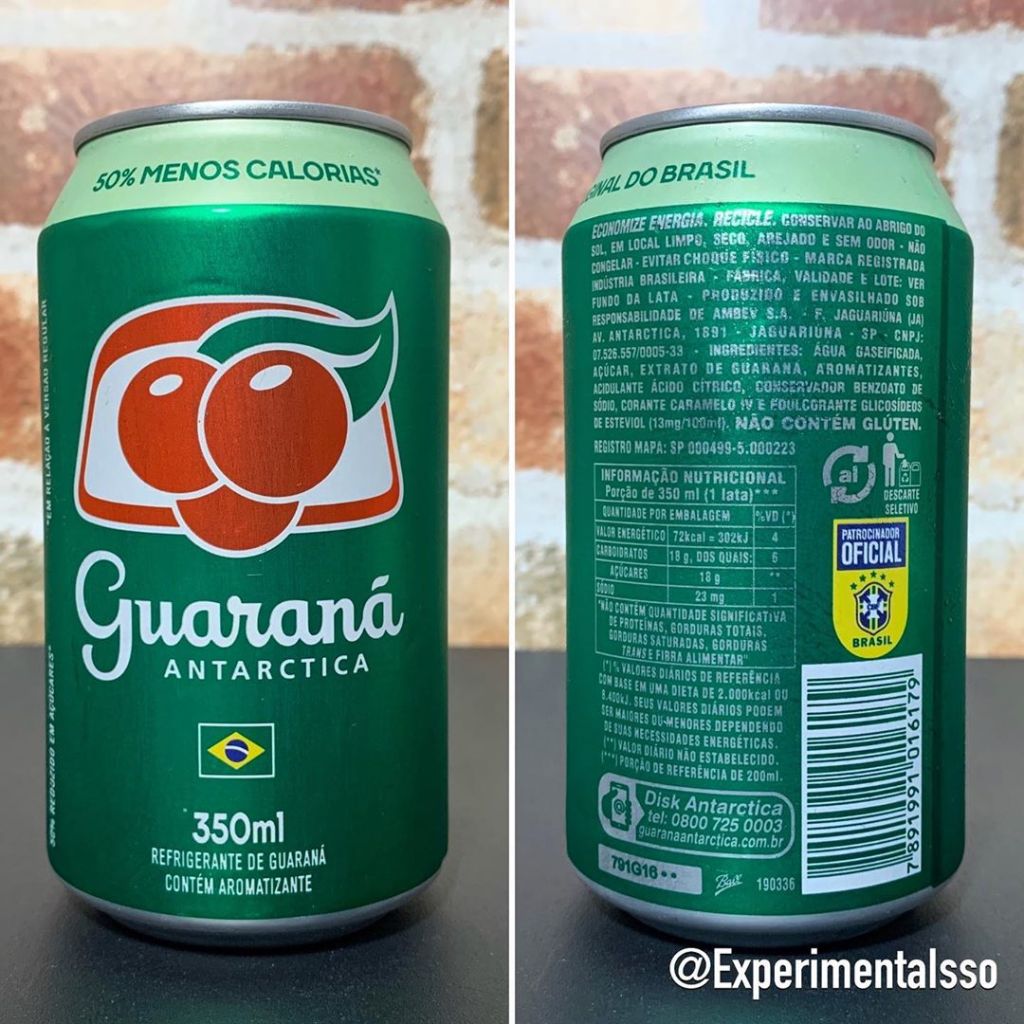 50% MENOS CALORIAS*
*EM RELAÇÃO A VERSÃO REGULAR
50% REDUZIDO EM AÇÚCARES*
Guaraná
ANTARCTICA
350ml
REFRIGERANTE DE GUARANÁ
CONTÉM AROMATIZANTE
DO BRASIL
ECONOMIZE ENERGIA. RECICLE. CONSERVAR AO ABRIGO DO
SOL, EM LOCAL LIMPO, SECO, AREJADO E SEM ODOR - NÃO
CONGELAR - EVITAR CHOQUE FÍSICO - MARCA REGISTRADA
INDÚSTRIA BRASILEIRA - FÁBRICA, VALIDADE E LOTE: VER
FUNDO DA LATA - PRODUZIDO E ENVASILHADO SOB
RESPONSABILIDADE DE AMBEV S.A. - F. JAGUARIÚNA (JA)
AV. ANTARCTICA, 1891 - JAGUARIÚNA - SP - CNPJ:
07.526.557/0005-33 - INGREDIENTES: ÁGUA GASEIFICADA,
AÇÚCAR, EXTRATO DE GUARANÁ, AROMATIZANTES,
ACIDULANTE ÁCIDO CÍTRICO, CONSERVADOR BENZOATO DE
SÓDIO, CORANTE CARAMELO IV E EDULCORANTE GLICOSÍDEOS
DE ESTEVIOL (13mg/100ml). NÃO CONTÉM GLÚTEN.
REGISTRO MAPA: SP 000499-5.000223
al
DESCARTE
SELETIVO
INFORMAÇÃO NUTRICIONAL
Porção de 350 ml (1 lata)***
QUANTIDADE POR EMBALAGEM %VD (*)
VALOR ENERGÉTICO 72kcal = 302kJ 4
CARBOIDRATOS 18 g, DOS QUAIS: 6
AÇÚCARES 18 g **
SÓDIO 23 mg 1
"NÃO CONTÉM QUANTIDADE SIGNIFICATIVA
DE PROTEÍNAS, GORDURAS TOTAIS,
GORDURAS SATURADAS, GORDURAS
TRANS E FIBRA ALIMENTAR"
(*) % VALORES DIÁRIOS DE REFERÊNCIA
COM BASE EM UMA DIETA DE 2.000kcal OU
8.400kJ. SEUS VALORES DIÁRIOS PODEM
SER MAIORES OU MENORES DEPENDENDO
DE SUAS NECESSIDADES ENERGÉTICAS.
(**) VALOR DIÁRIO NÃO ESTABELECIDO.
(***) PORÇÃO DE REFERÊNCIA DE 200ml.
PATROCINADOR
OFICIAL
CBF
BRASIL
Disk Antarctica
tel: 0800 725 0003
guaranaantarctica.com.br
791G16
Ball
190336
7 891991 016179
@Experimentalsso